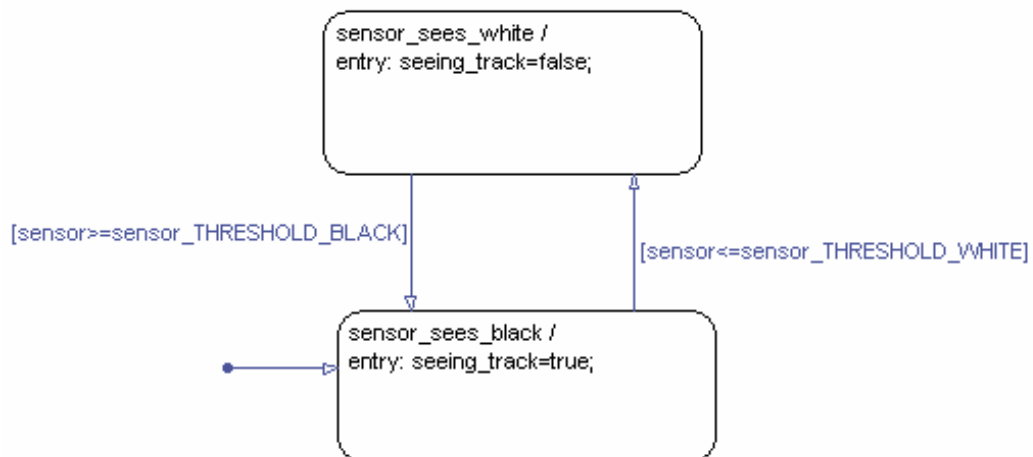 sensor_sees_white /
entry: seeing_track=false;
[sensor>=sensor_THRESHOLD_BLACK]
[sensor<=sensor_THRESHOLD_WHITE]
sensor_sees_black /
entry: seeing_track=true;